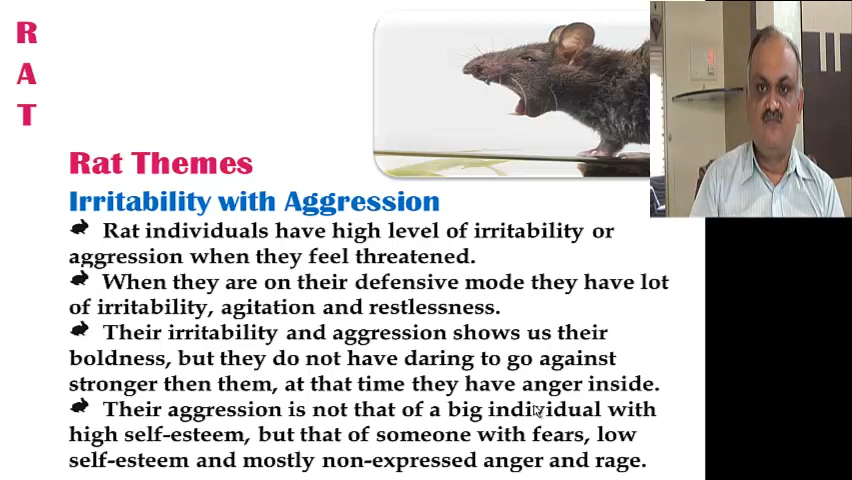 R
A
T
Rat Themes
Irritability with Aggression
Rat individuals have high level of irritability or
aggression when they feel threatened.
When they are on their defensive mode they have lot
of irritability, agitation and restlessness.
Their irritability and aggression shows us their
boldness, but they do not have daring to go against
stronger then them, at that time they have anger inside.
Their aggression is not that of a big individual with
high self-esteem, but that of someone with fears, low
self-esteem and mostly non-expressed anger and rage.